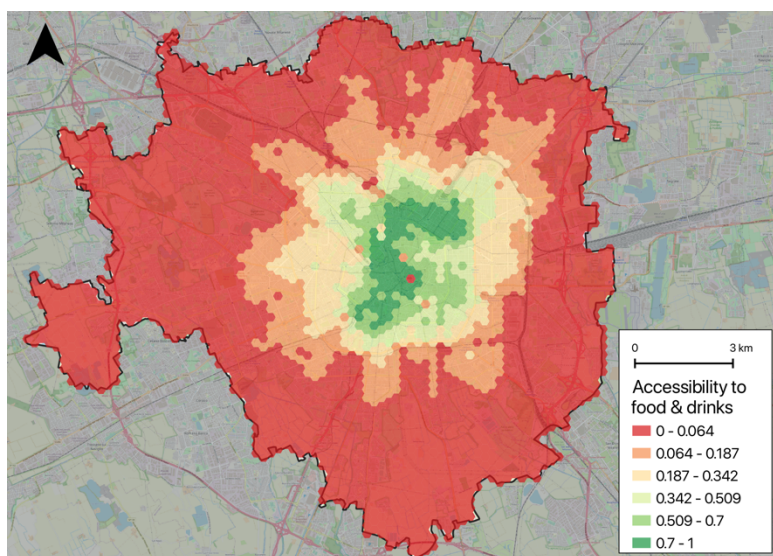 0 3 km
Accessibility to
food & drinks
0 - 0.064
0.064 - 0.187
0.187 - 0.342
0.342 - 0.509
0.509 - 0.7
0.7 - 1